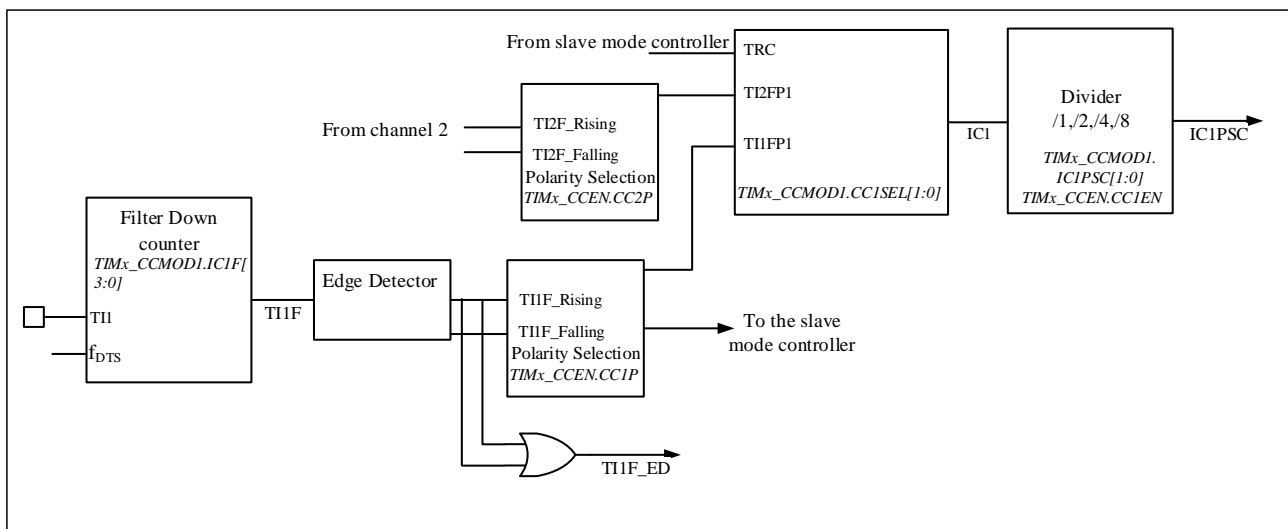 From slave mode controller
TRC
TI2FP1
TI1FP1
TIMx_CCMOD1.CC1SEL[1:0]
From channel 2
TI2F_Rising
TI2F_Falling
Polarity Selection
TIMx_CCEN.CC2P
IC1
Divider
/1,/2,/4,/8
TIMx_CCMOD1.
IC1PSC[1:0]
TIMx_CCEN.CC1EN
IC1PSC
Filter Down
counter
TIMx_CCMOD1.IC1F[
3:0]
TI1
fDTS
TI1F
Edge Detector
TI1F_Rising
TI1F_Falling
Polarity Selection
TIMx_CCEN.CC1P
To the slave
mode controller
TI1F_ED